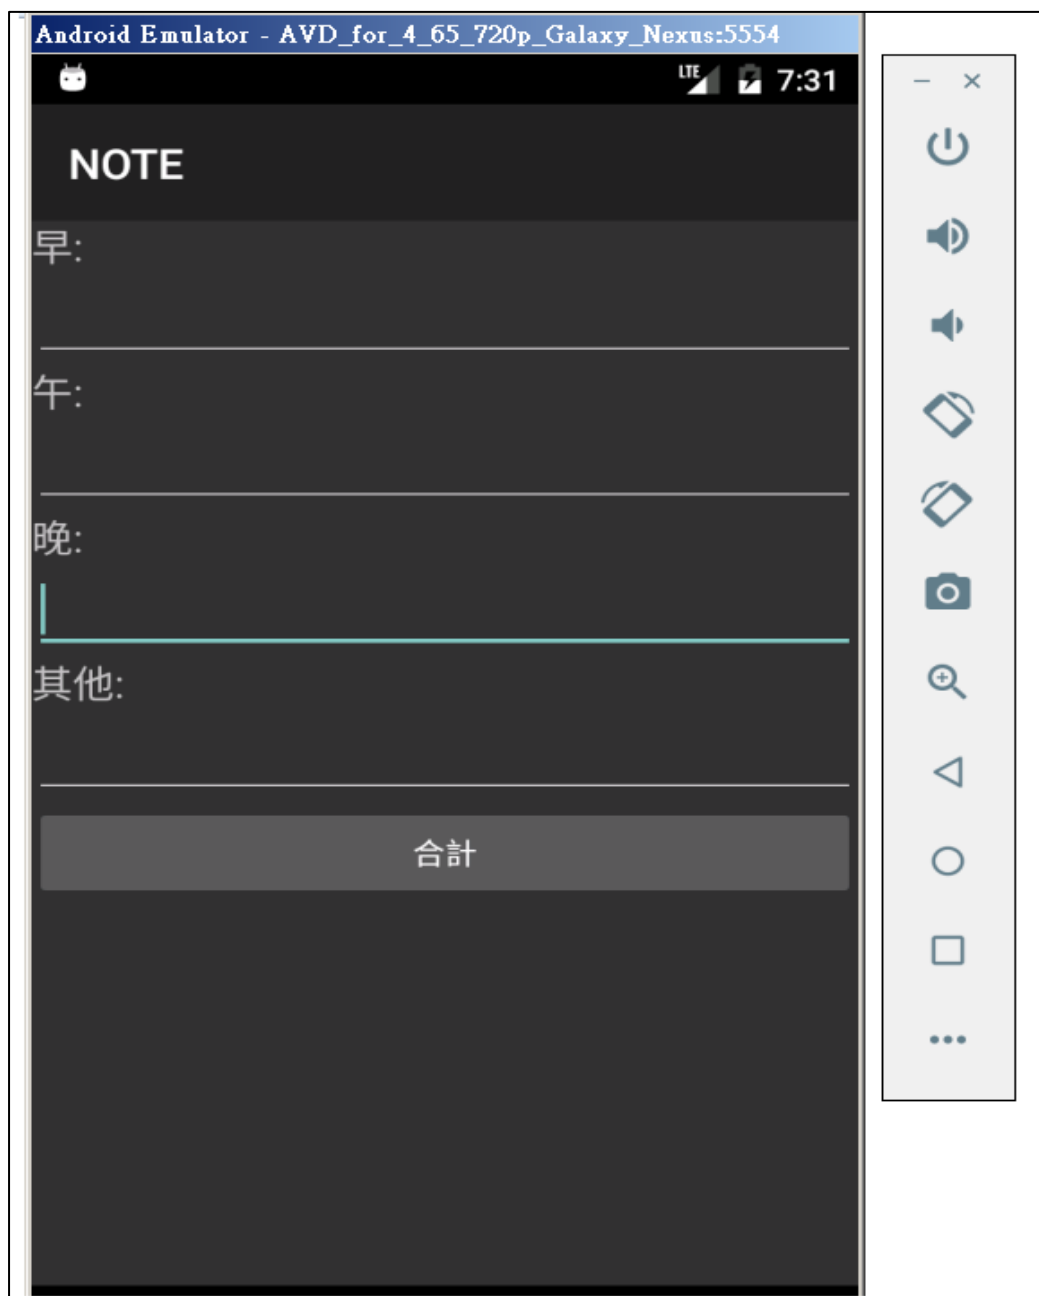 Android Emulator - AVD_for_4_65_720p_Galaxy_Nexus:5554
LTE 7:31
NOTE
早:
午:
晚:
其他:
合計